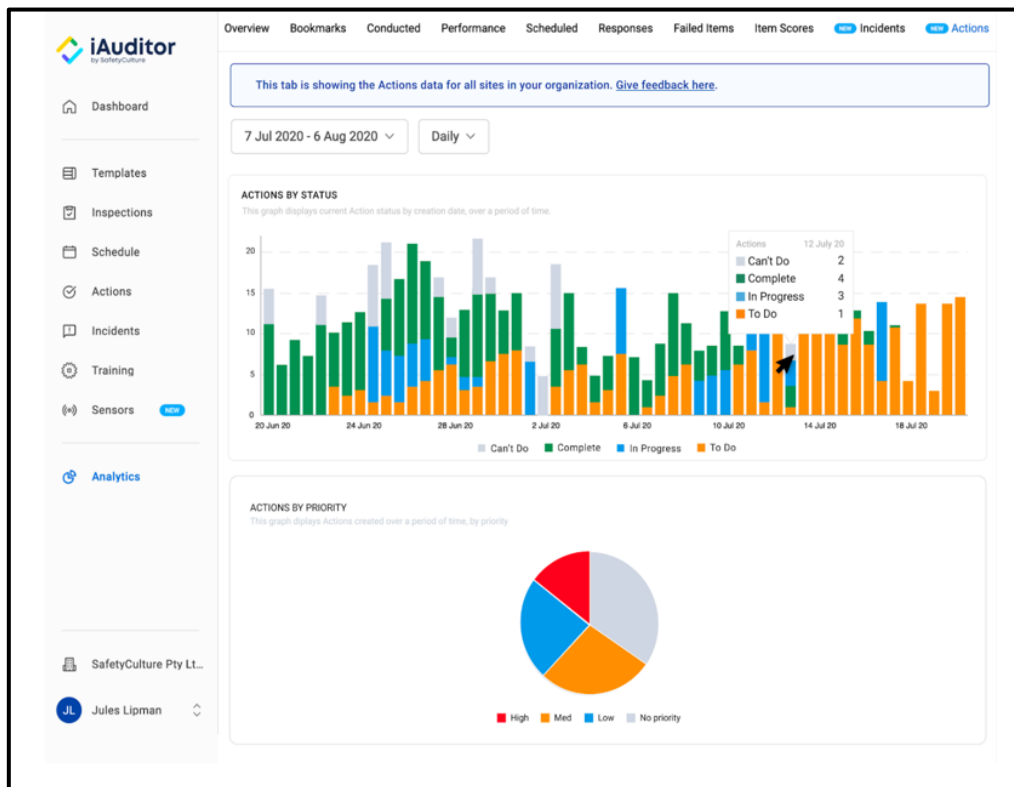 iAuditor
by SafetyCulture
Dashboard
Templates
Inspections
Schedule
Actions
Incidents
Training
Sensors NEW
Analytics
SafetyCulture Pty Lt...
JL Jules Lipman
Overview Bookmarks Conducted Performance Scheduled Responses Failed Items Item Scores NEW Incidents NEW Actions
This tab is showing the Actions data for all sites in your organization. Give feedback here.
7 Jul 2020 - 6 Aug 2020 Daily
ACTIONS BY STATUS
This graph displays current Action status by creation date, over a period of time.
20
15
10
5
0
20 Jun 20 24 Jun 20 28 Jun 20 2 Jul 20 6 Jul 20 10 Jul 20 14 Jul 20 18 Jul 20
Actions 12 July 20
Can't Do 2
Complete 4
In Progress 3
To Do 1
Can't Do Complete In Progress To Do
ACTIONS BY PRIORITY
This graph diplays Actions created over a period of time, by priority
High Med Low No priority